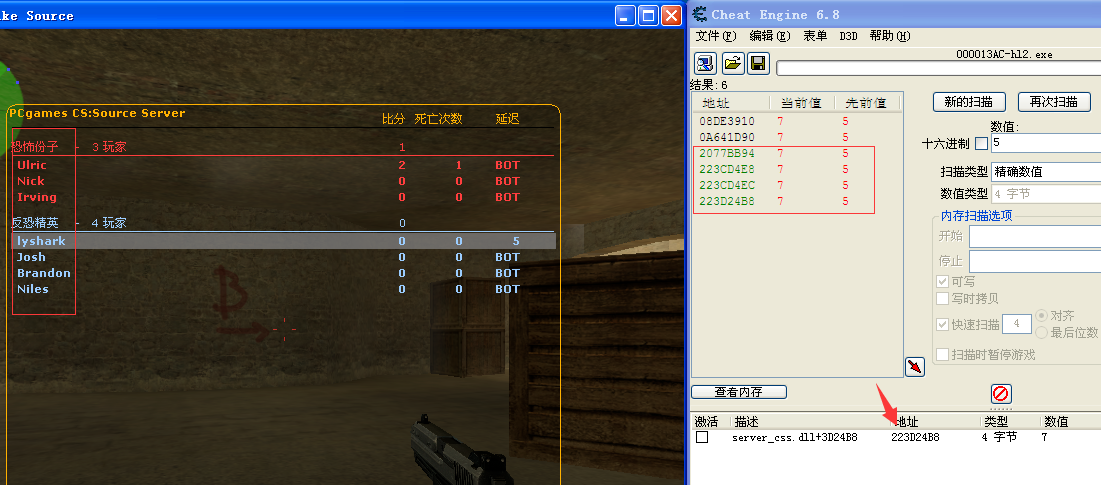 ke Source
PCgames CS:Source Server
比分 死亡次数 延迟
恐怖份子 - 3 玩家 1
Ulric 2 1 BOT
Nick 0 0 BOT
Irving 0 0 BOT
反恐精英 - 4 玩家 0
lyshark 0 0 5
Josh 0 0 BOT
Brandon 0 0 BOT
Niles 0 0 BOT
B
Cheat Engine 6.8
文件(F) 编辑(E) 表单 D3D 帮助(H)
000013AC-hl2.exe
结果:6
地址 当前值 先前值
08DE3910 7 5
0A641D90 7 5
2077BB94 7 5
223CD4E8 7 5
223CD4EC 7 5
223D24B8 7 5
新的扫描 再次扫描
数值:
十六进制 5
扫描类型 精确数值
数值类型 4 字节
内存扫描选项
开始
停止
可写
写时拷贝
快速扫描 4 对齐
最后位数
扫描时暂停游戏
查看内存
激活 描述 地址 类型 数值
server_css.dll+3D24B8 223D24B8 4 字节 7